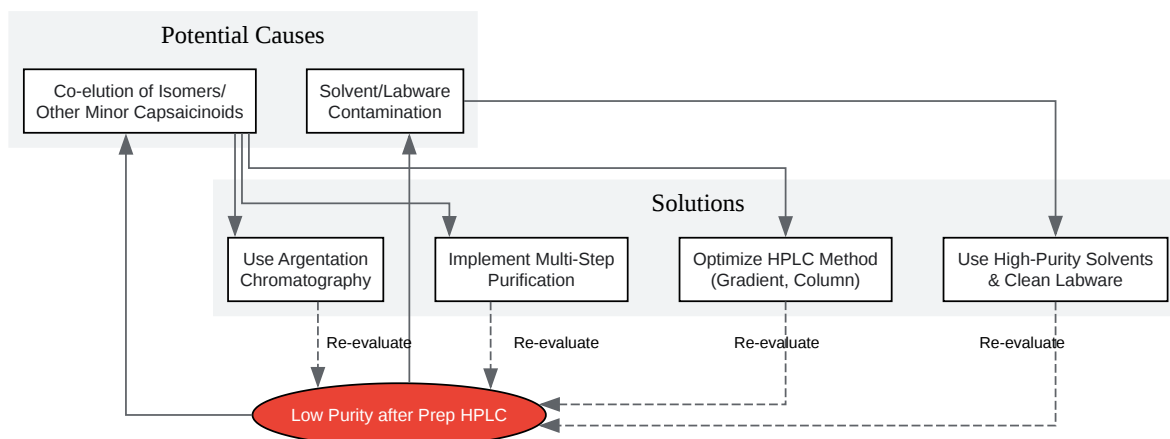 Potential Causes
Co-elution of Isomers/
Other Minor Capsaicinoids
Solvent/Labware
Contamination
Solutions
Use Argentation
Chromatography
Implement Multi-Step
Purification
Optimize HPLC Method
(Gradient, Column)
Use High-Purity Solvents
& Clean Labware
Re-evaluate
Re-evaluate
Re-evaluate
Re-evaluate
Low Purity after Prep HPLC